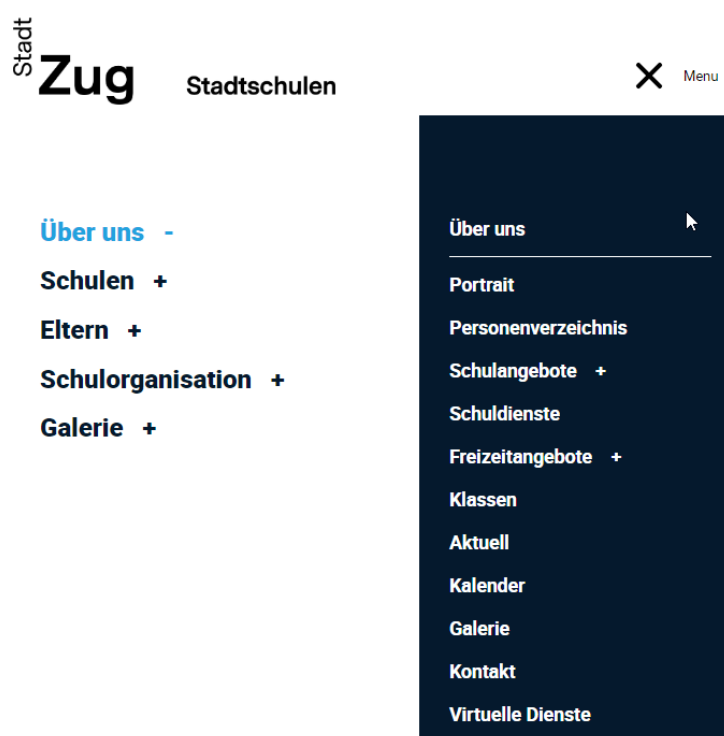 Stadt
Zug
Stadtschulen
Menu
Über uns -
Schulen +
Eltern +
Schulorganisation +
Galerie +
Über uns
Portrait
Personenverzeichnis
Schulangebote +
Schuldienste
Freizeitangebote +
Klassen
Aktuell
Kalender
Galerie
Kontakt
Virtuelle Dienste